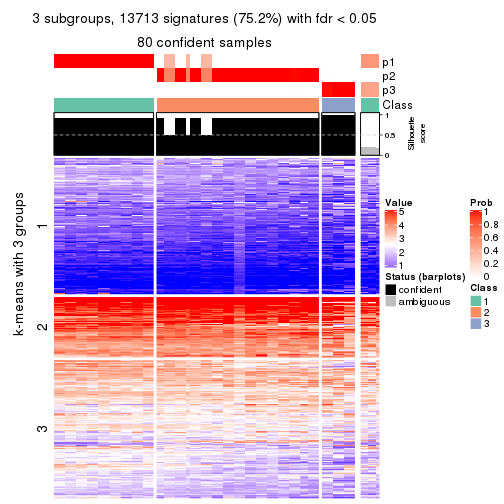 3 subgroups, 13713 signatures (75.2%) with fdr < 0.05
80 confident samples
p1
p2
p3
Class
1
0.5
0
Silhouette
score
k-means with 3 groups
1
2
3
Value
5
4
3
2
1
Status (barplots)
confident
ambiguous
Prob
1
0.8
0.6
0.4
0.2
0
Class
1
2
3